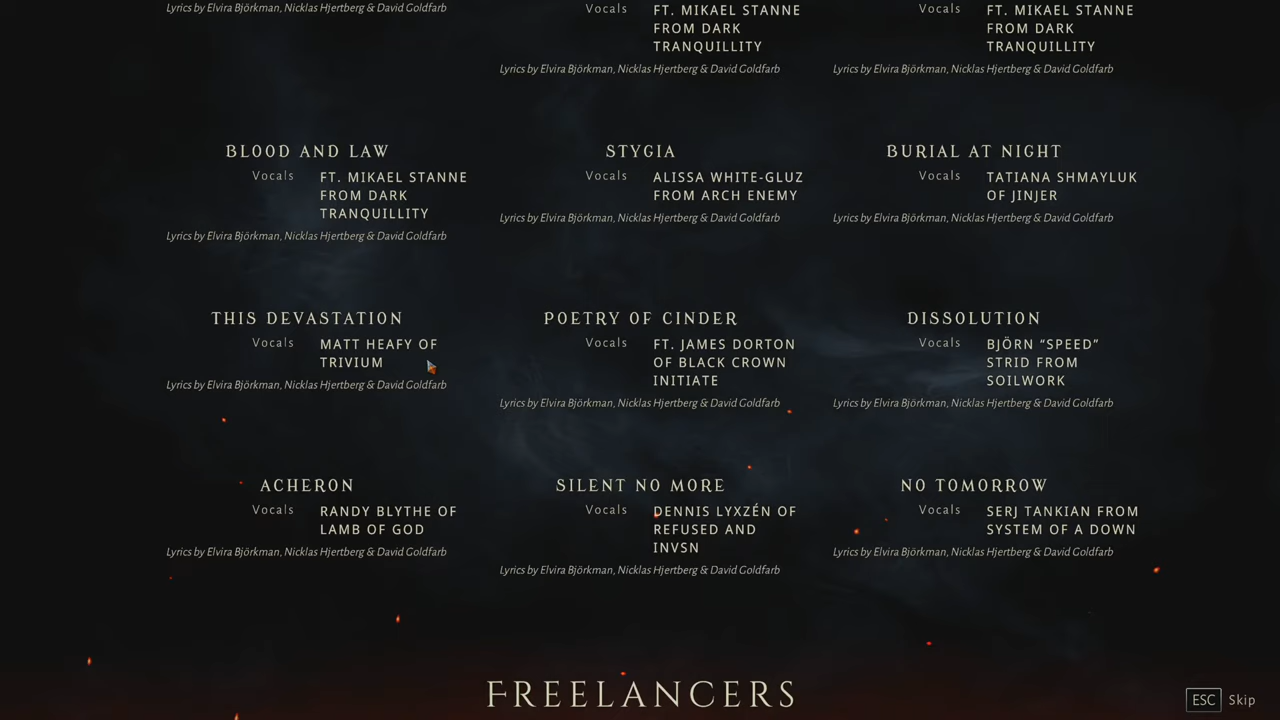 Lyrics by Elvira Björkman, Nicklas Hjertberg & David Goldfarb
Vocals FT. MIKAEL STANNE
FROM DARK
TRANQUILLITY
Lyrics by Elvira Björkman, Nicklas Hjertberg & David Goldfarb
Vocals FT. MIKAEL STANNE
FROM DARK
TRANQUILLITY
Lyrics by Elvira Björkman, Nicklas Hjertberg & David Goldfarb
BLOOD AND LAW
Vocals FT. MIKAEL STANNE
FROM DARK
TRANQUILLITY
Lyrics by Elvira Björkman, Nicklas Hjertberg & David Goldfarb
STYGIA
Vocals ALISSA WHITE-GLUZ
FROM ARCH ENEMY
Lyrics by Elvira Björkman, Nicklas Hjertberg & David Goldfarb
BURIAL AT NIGHT
Vocals TATIANA SHMAYLUK
OF JINJER
Lyrics by Elvira Björkman, Nicklas Hjertberg & David Goldfarb
THIS DEVASTATION
Vocals MATT HEAFY OF
TRIVIUM
Lyrics by Elvira Björkman, Nicklas Hjertberg & David Goldfarb
POETRY OF CINDER
Vocals FT. JAMES DORTON
OF BLACK CROWN
INITIATE
Lyrics by Elvira Björkman, Nicklas Hjertberg & David Goldfarb
DISSOLUTION
Vocals BJÖRN “SPEED”
STRID FROM
SOILWORK
Lyrics by Elvira Björkman, Nicklas Hjertberg & David Goldfarb
ACHERON
Vocals RANDY BLYTHE OF
LAMB OF GOD
Lyrics by Elvira Björkman, Nicklas Hjertberg & David Goldfarb
SILENT NO MORE
Vocals DENNIS LYXZÉN OF
REFUSED AND
INVSN
Lyrics by Elvira Björkman, Nicklas Hjertberg & David Goldfarb
NO TOMORROW
Vocals SERJ TANKIAN FROM
SYSTEM OF A DOWN
Lyrics by Elvira Björkman, Nicklas Hjertberg & David Goldfarb
FREELANCERS
ESC Skip